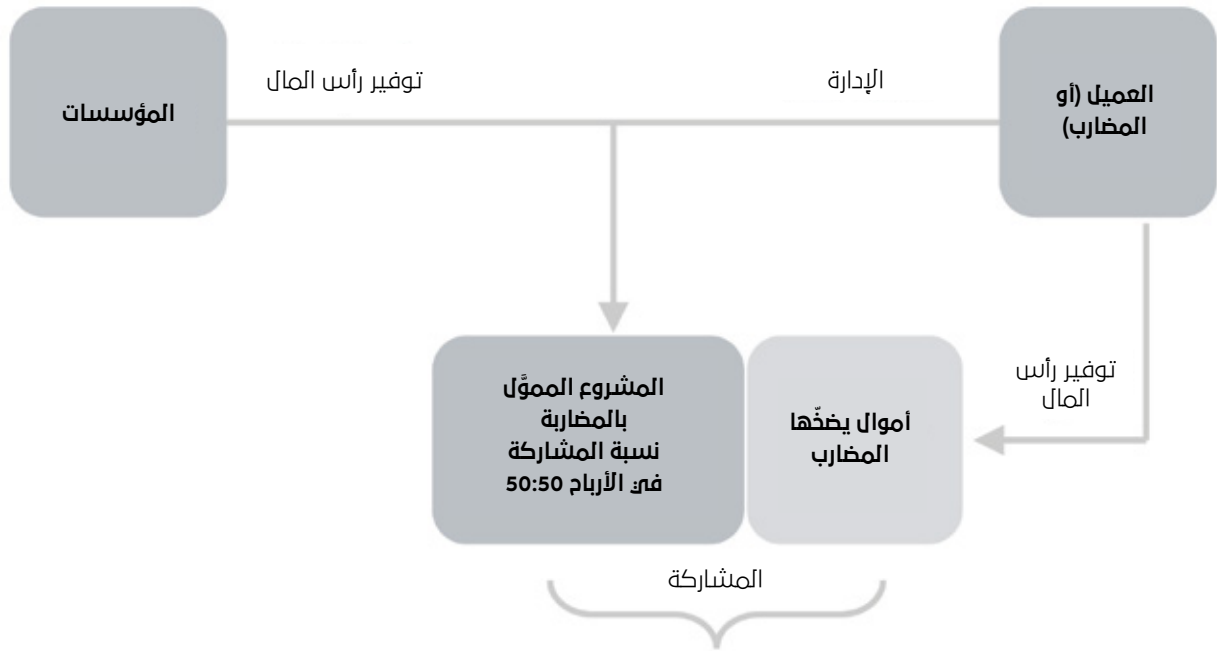 العميل (أو
المضارب)
الإدارة
توفير رأس المال
المؤسسات
توفير رأس
المال
أموال يضخّها
المضارب
المشروع المموَّل
بالمضاربة
نسبة المشاركة
في الأرباح 50:50
المشاركة